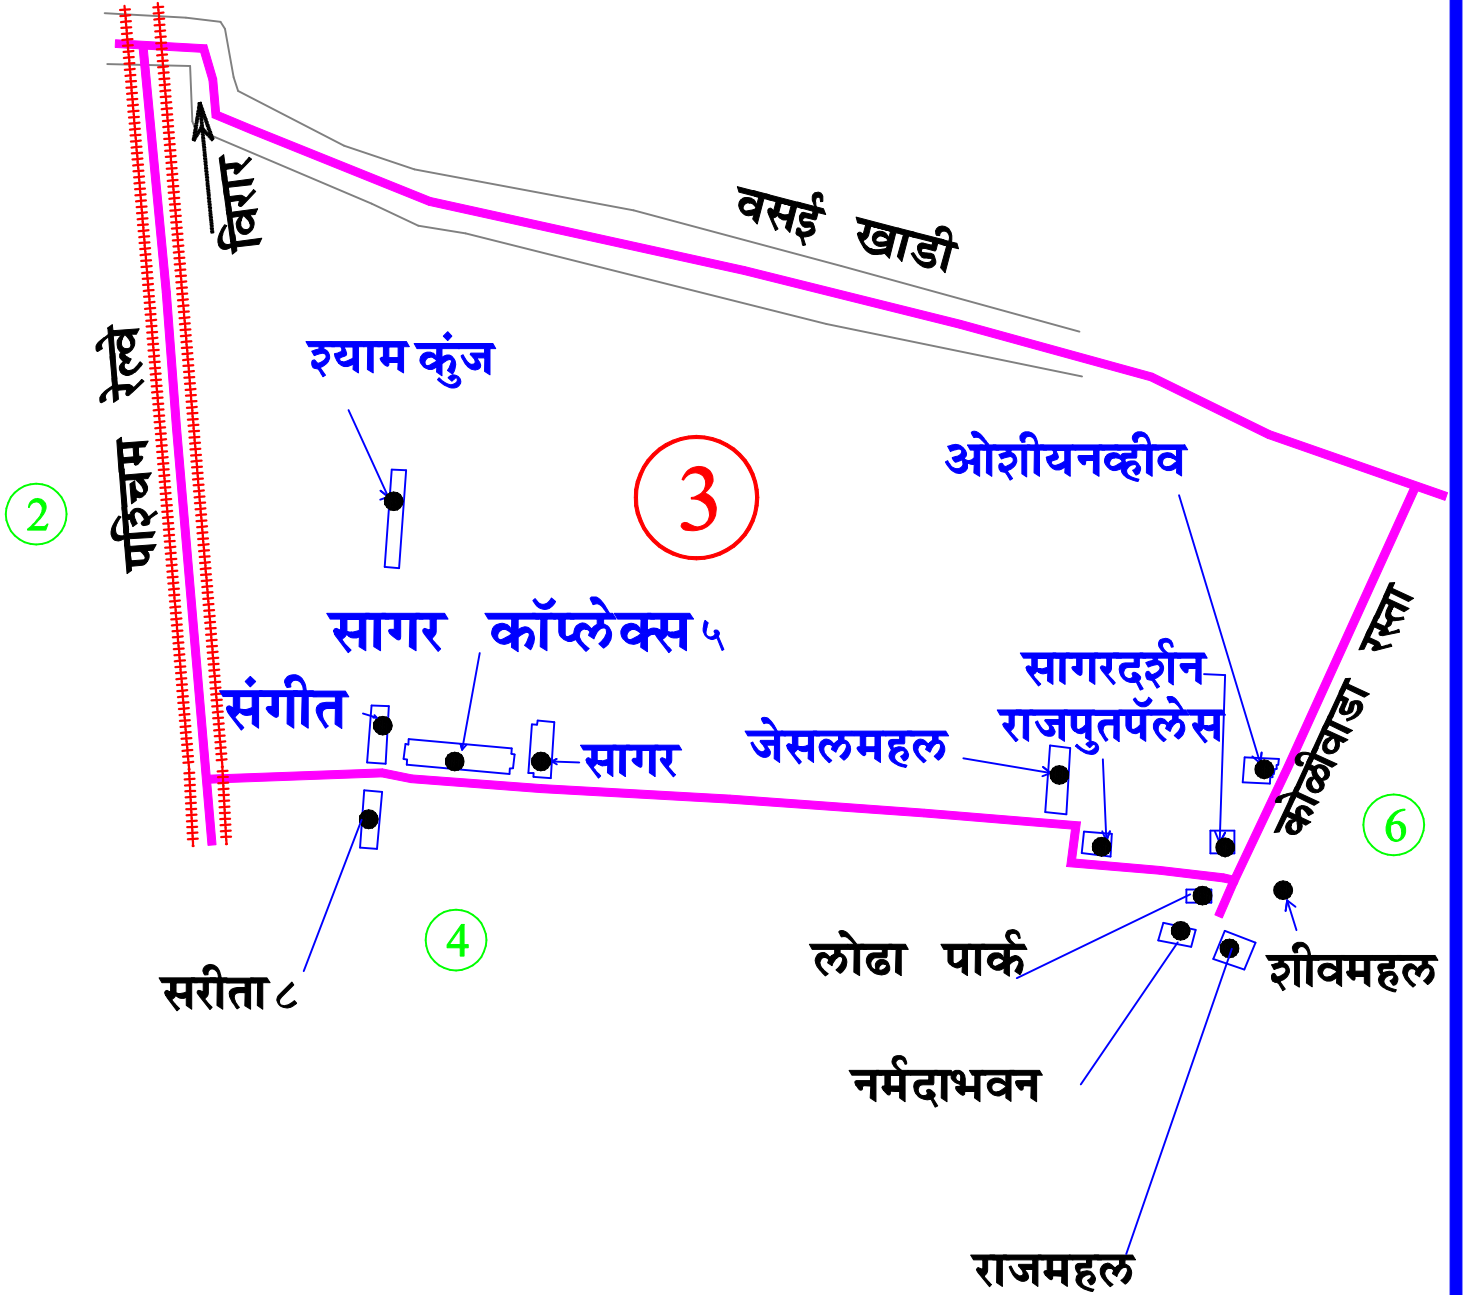 विरार
वसई खाडी
पश्चिम रेल्वे
श्याम कुंज
3
ओशीयनव्हीव
2
सागर कॉप्लेक्स ५
कोळीवाडा रस्ता
सागरदर्शन
संगीत
राजपुतपॅलेस
जेसलमहल
सागर
6
4
लोढा पार्क
शीवमहल
सरीता ८
नर्मदाभवन
राजमहल